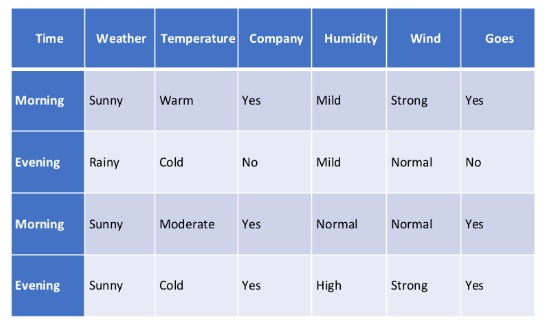 Time Weather Temperature Company Humidity Wind Goes
Morning Sunny Warm Yes Mild Strong Yes
Evening Rainy Cold No Mild Normal No
Morning Sunny Moderate Yes Normal Normal Yes
Evening Sunny Cold Yes High Strong Yes